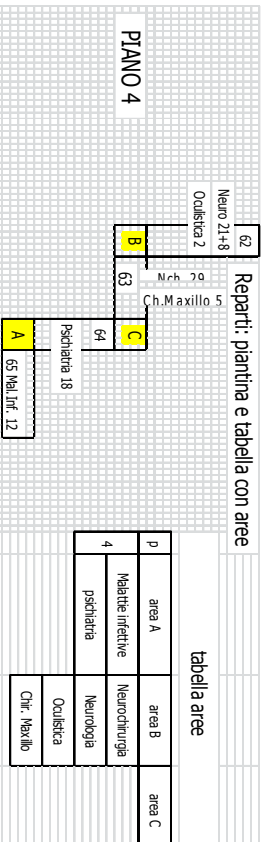 Reparti: piantina e tabella con aree
PIANO 4
62
Neuro 21+8
Oculistica 2
B
63
Nch. 29
Ch.Maxillo 5
C
64
Psichiatria 18
A
65 Mal.Inf. 12
tabella aree
p
area A
area B
area C
4
Malattie infettive
Neurochirurgia
psichiatria
Neurologia
Oculistica
Chir. Maxillo